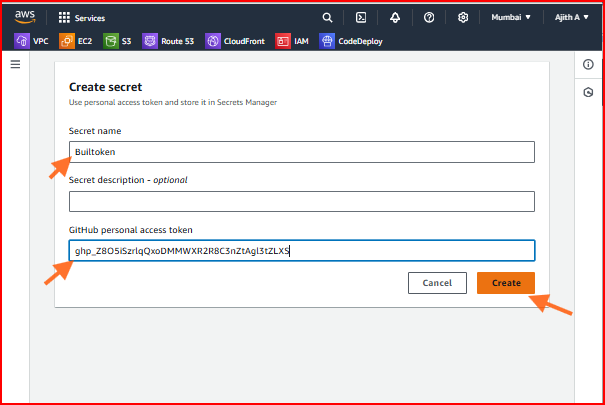 aws
Services
Mumbai
Ajith A
VPC
EC2
S3
Route 53
CloudFront
IAM
CodeDeploy
Create secret
Use personal access token and store it in Secrets Manager
Secret name
Builtoken
Secret description - optional
GitHub personal access token
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
Cancel
Create